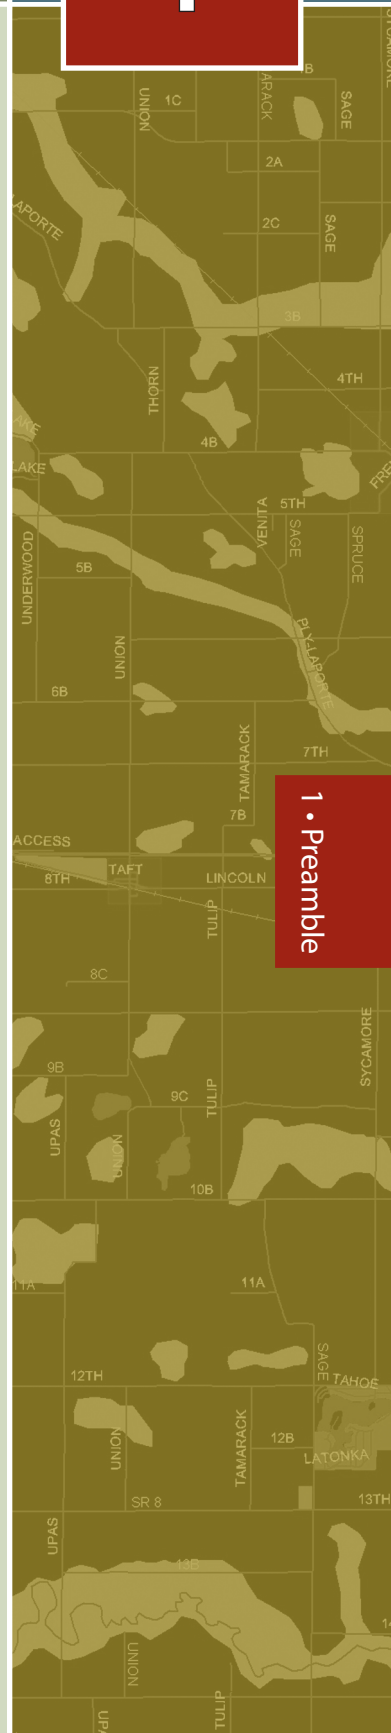 SYCAMORE
1C
UNION
SAGE
2A
LAPORTE
2C
SAGE
3B
THORN
4TH
4B
LAKE
5TH
VENITA
SAGE
SPRUCE
UNDERWOOD
5B
PLY-LAPORTE
UNION
6B
TAMARACK
7TH
7B
1 • Preamble
ACCESS
TAFT
8TH
LINCOLN
TULIP
8C
SYCAMORE
9B
9C
TULIP
UPAS
UNION
10B
11A
11A
SAGE
12TH
TAHOE
UNION
TAMARACK
12B
LATONKA
SR 8
13TH
UPAS
13B
UNION
TULIP